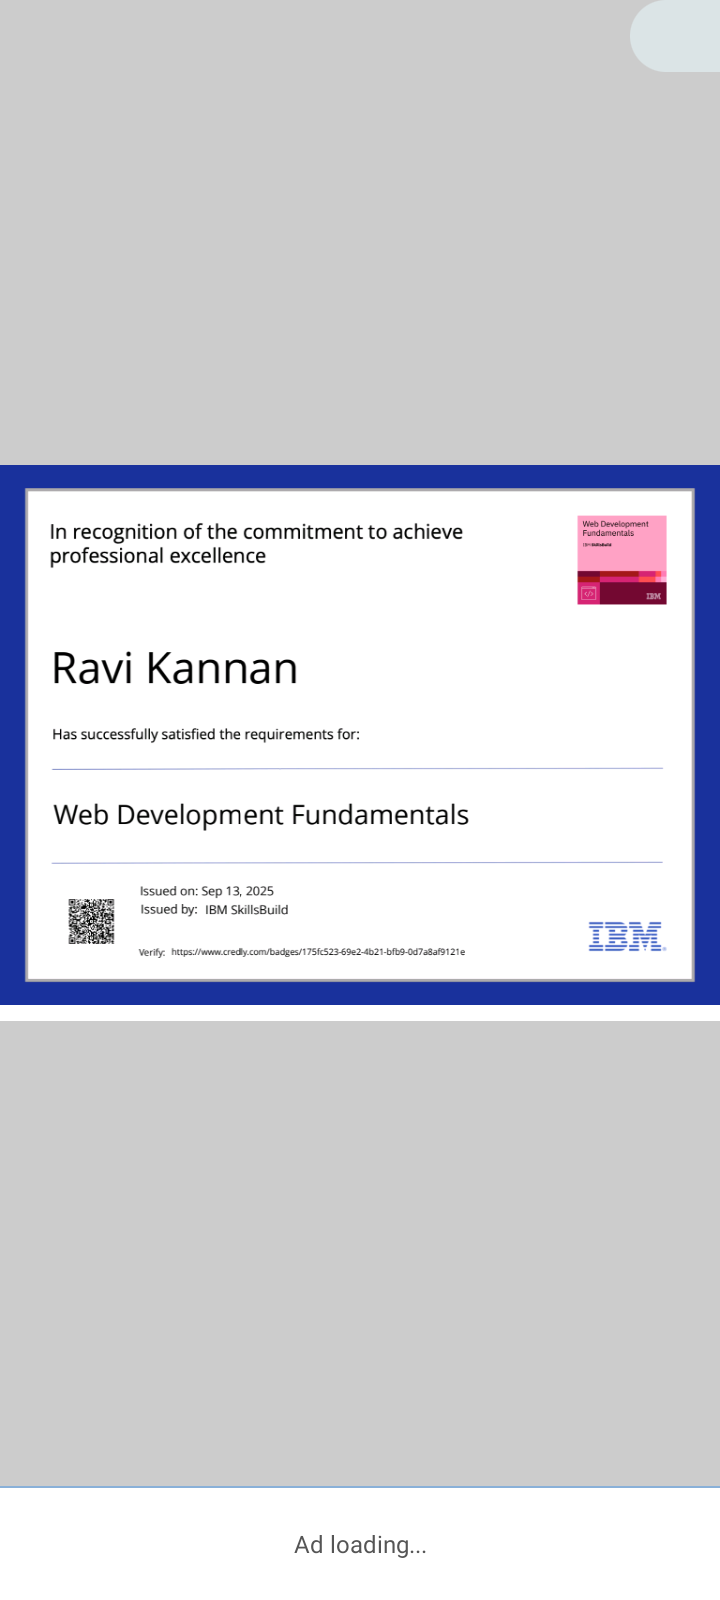 In recognition of the commitment to achieve
professional excellence
Web Development
Fundamentals
IBM SkillsBuild
IBM
Ravi Kannan
Has successfully satisfied the requirements for:
Web Development Fundamentals
Issued on: Sep 13, 2025
Issued by: IBM SkillsBuild
Verify: https://www.credly.com/badges/175fc523-69e2-4b21-bfb9-0d7a8af9121e
IBM
Ad loading...